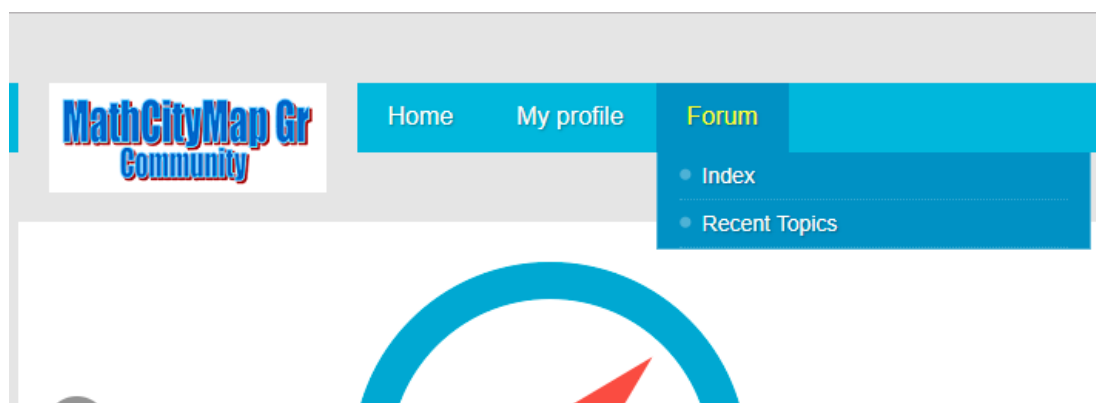 MathCityMap Gr
Community
Home My profile Forum
Index
Recent Topics